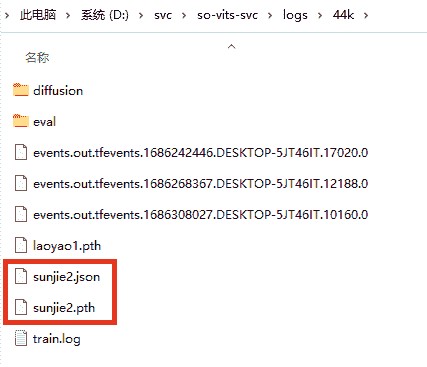 此电脑 > 系统 (D:) > svc > so-vits-svc > logs > 44k >
名称
diffusion
eval
events.out.tfevents.1686242446.DESKTOP-5JT46IT.17020.0
events.out.tfevents.1686268367.DESKTOP-5JT46IT.12188.0
events.out.tfevents.1686308027.DESKTOP-5JT46IT.10160.0
laoyao1.pth
sunjie2.json
sunjie2.pth
train.log